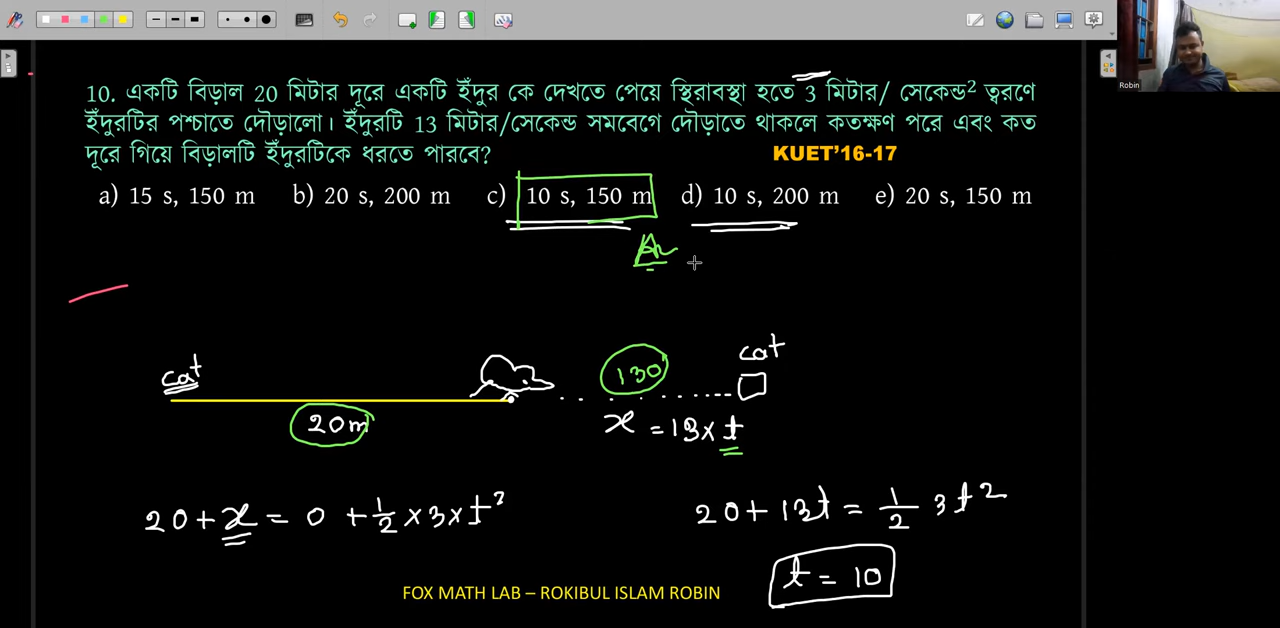 Robin
10. একটি বিড়াল 20 মিটার দূরে একটি ইঁদুর কে দেখতে পেয়ে স্থিরাবস্থা হতে 3 মিটার/ সেকেন্ড² ত্বরণে
ইঁদুরটির পশ্চাতে দৌড়ালো। ইঁদুরটি 13 মিটার/সেকেন্ড সমবেগে দৌড়াতে থাকলে কতক্ষণ পরে এবং কত
দূরে গিয়ে বিড়ালটি ইঁদুরটিকে ধরতে পারবে?
KUET’16-17
a) 15 s, 150 m b) 20 s, 200 m c) 10 s, 150 m d) 10 s, 200 m e) 20 s, 150 m
cat
cat
130
20m
x = 13 × t
20 + x = 0 + 1/2 × 3 × t²
20 + 13t = 1/2 3t²
t = 10
FOX MATH LAB – ROKIBUL ISLAM ROBIN